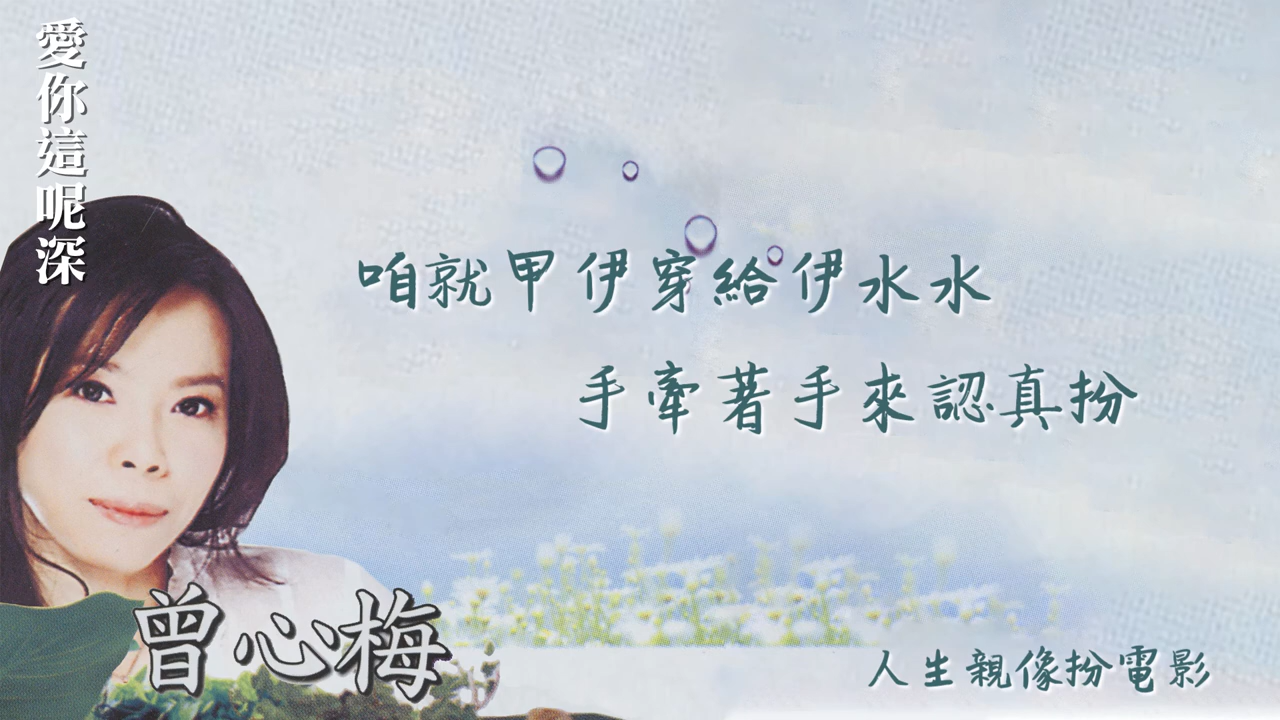 愛你這呢深
咱就甲伊穿給伊水水
手牽著手來認真扮
曾心梅
人生親像扮電影